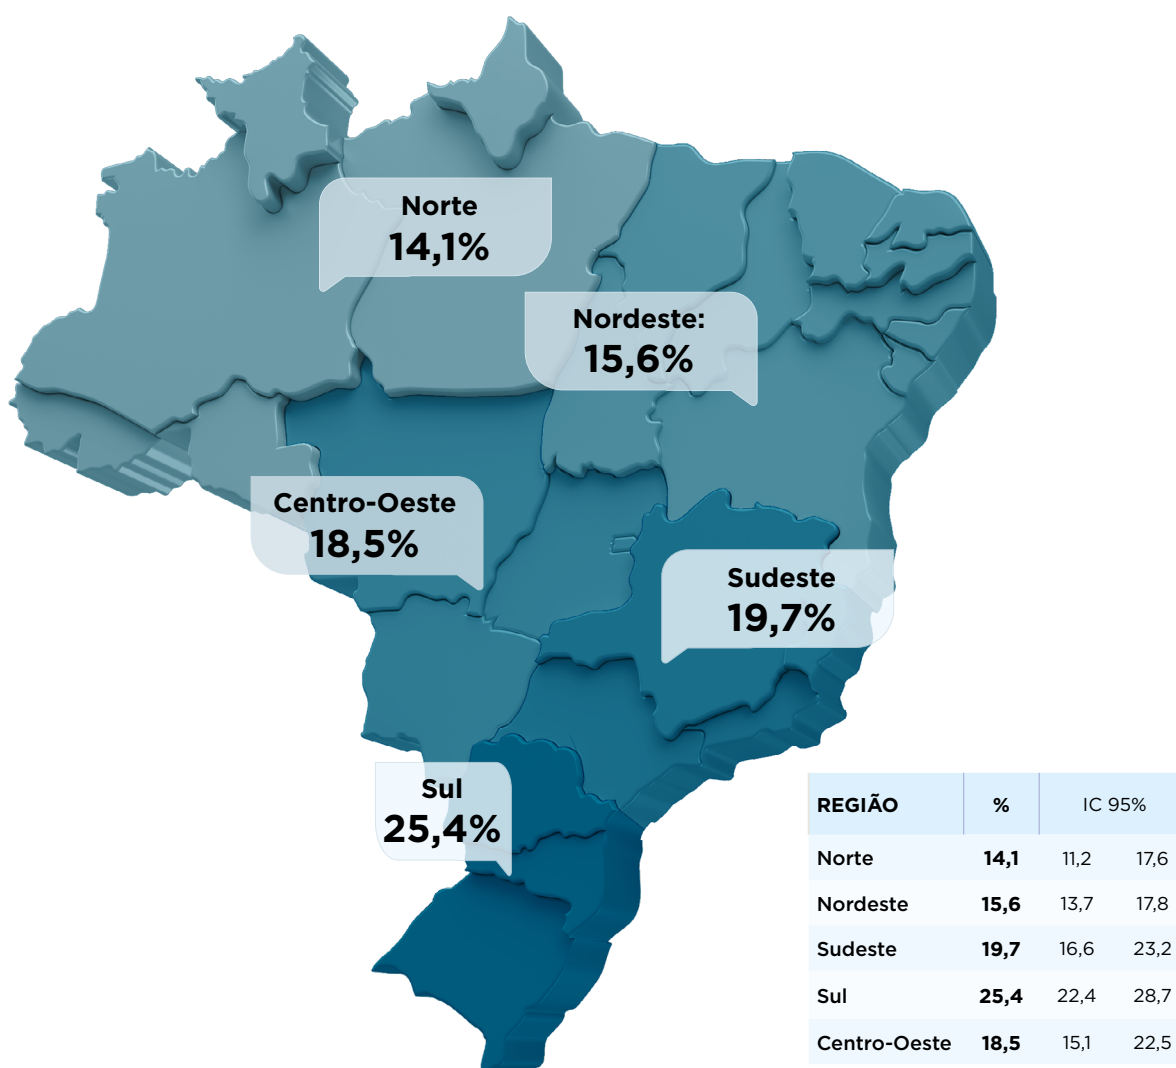 Norte
14,1%
Nordeste:
15,6%
Centro-Oeste
18,5%
Sudeste
19,7%
Sul
25,4%
REGIÃO % IC 95%
Norte 14,1 11,2 17,6
Nordeste 15,6 13,7 17,8
Sudeste 19,7 16,6 23,2
Sul 25,4 22,4 28,7
Centro-Oeste 18,5 15,1 22,5